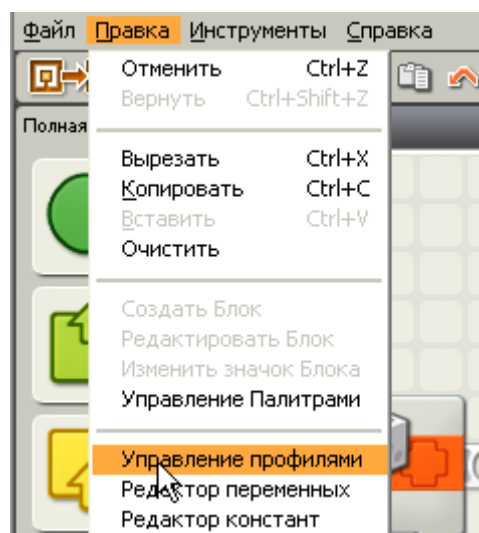 Файл Правка Инструменты Справка
Отменить Ctrl+Z
Вернуть Ctrl+Shift+Z
Полная
Вырезать Ctrl+X
Копировать Ctrl+C
Вставить Ctrl+V
Очистить
Создать Блок
Редактировать Блок
Изменить значок Блока
Управление Палитрами
Управление профилями
Редактор переменных
Редактор констант